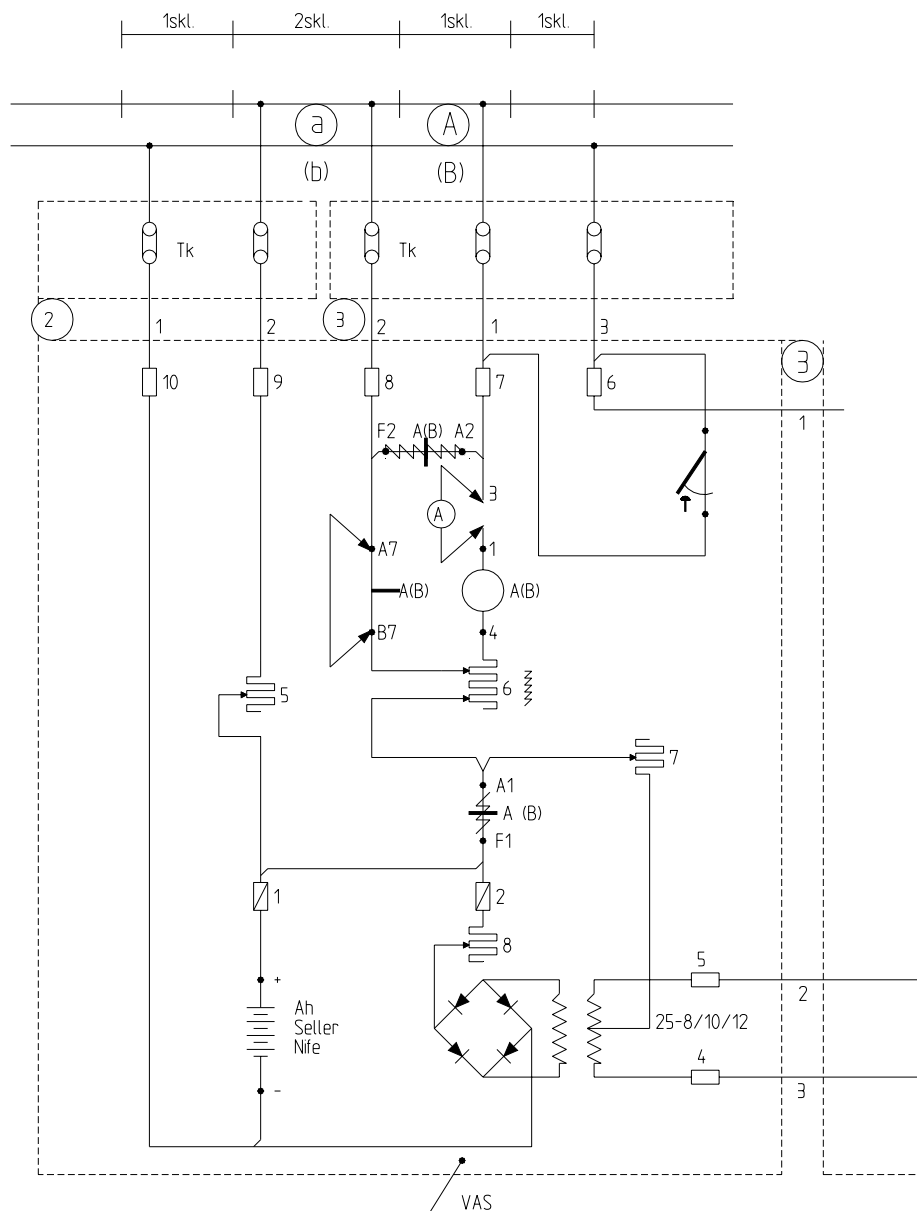 1skl. 2skl. 1skl. 1skl.
a A
(b) (B)
Tk Tk
2 3
1 2 2 1 3
3
10 9 8 7 6
1
F2 A(B) A2
3
A
A7 1
A(B) A(B)
B7 4
5 6
7
A1
A (B)
F1
1 2
8
5
+
2
Ah
Seller
Nife
25-8/10/12
4
-
3
VAS